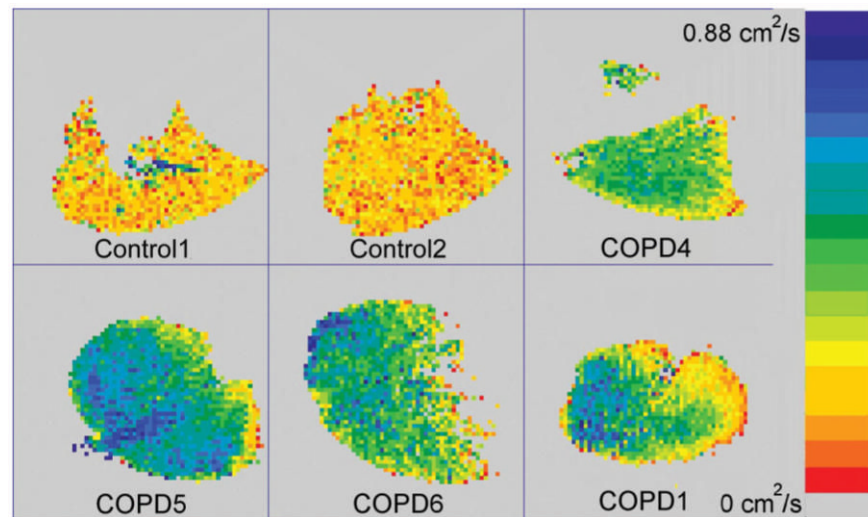 0.88 cm²/s
Control1
Control2
COPD4
COPD5
COPD6
COPD1
0 cm²/s